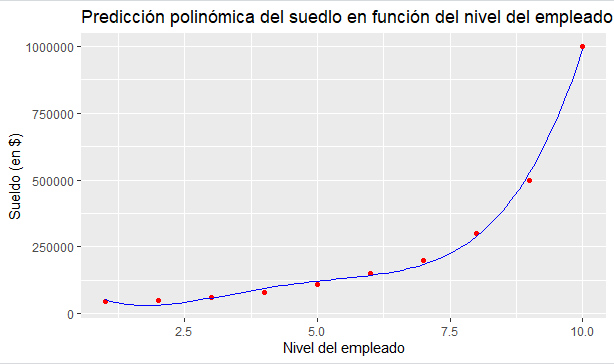 Predicción polinómica del suedlo en función del nivel del empleado
Sueldo (en $)
1000000
750000
500000
250000
0
2.5 5.0 7.5 10.0
Nivel del empleado